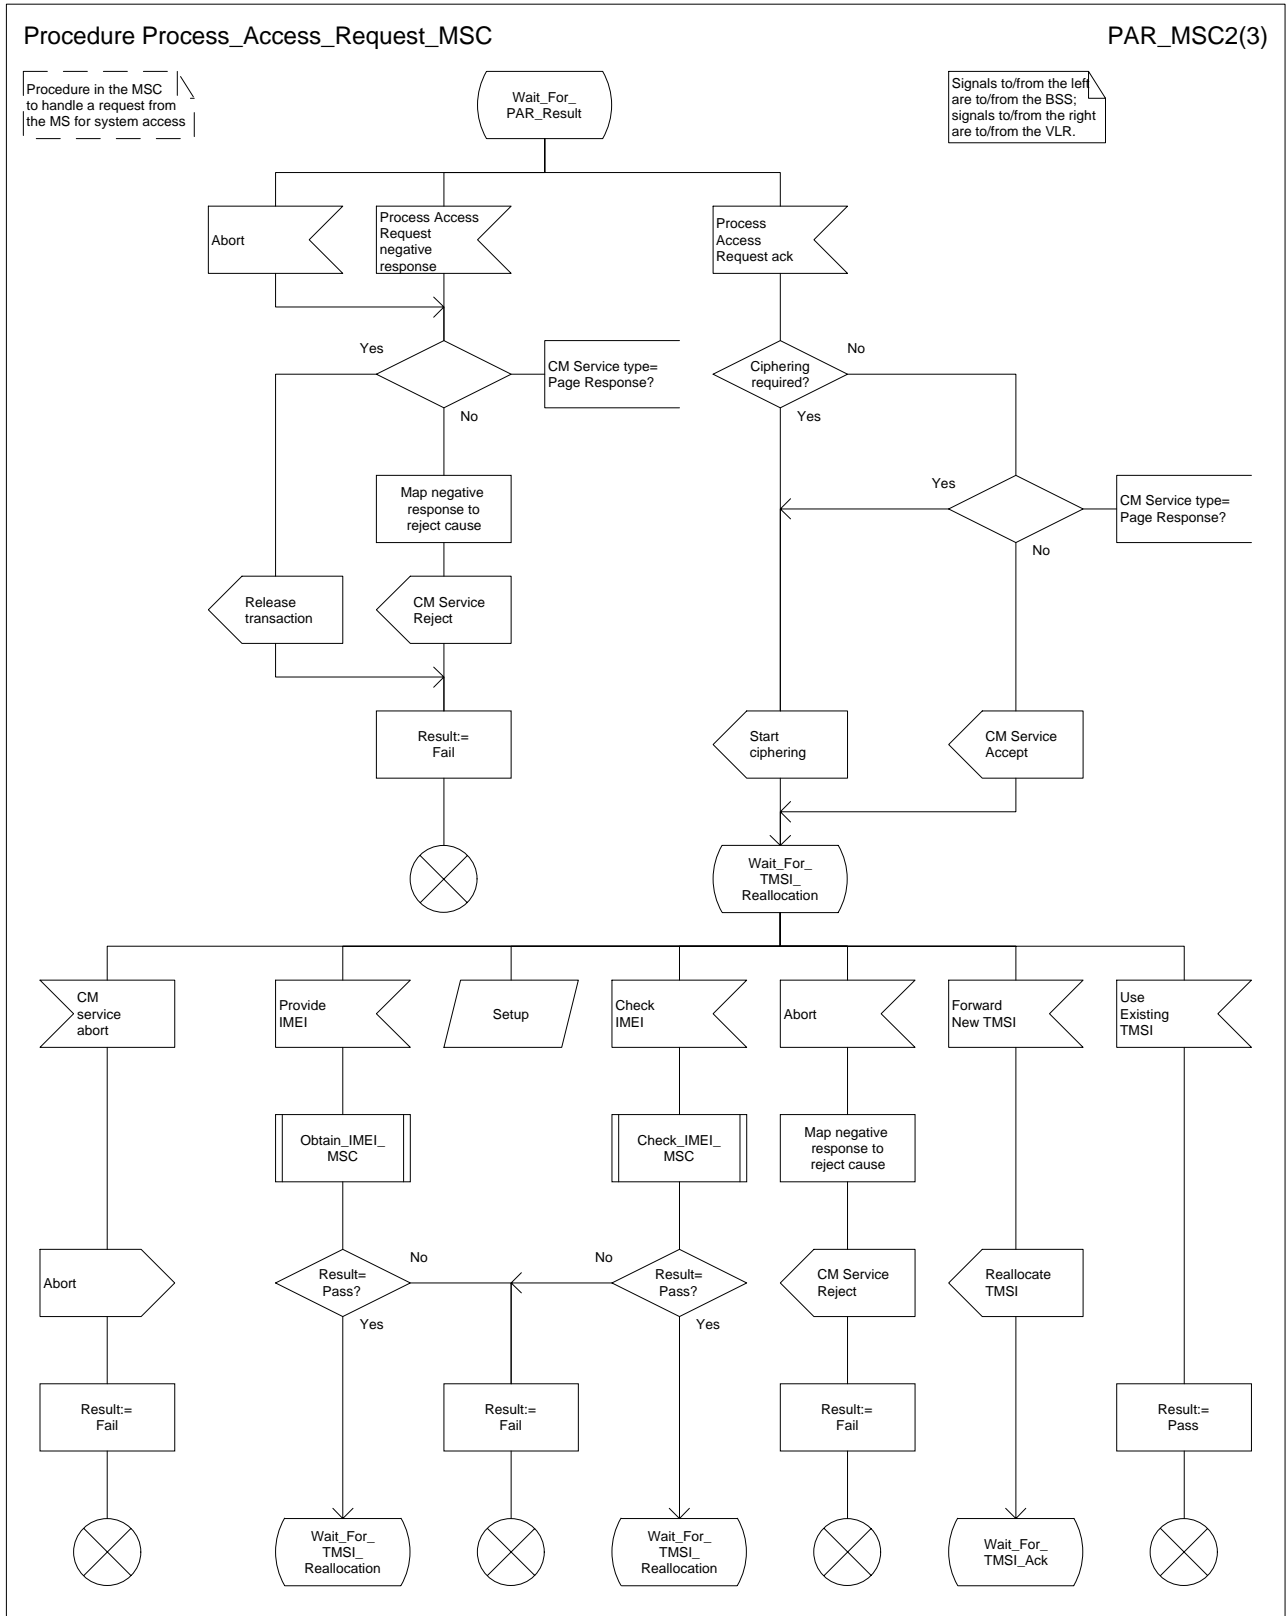 Procedure Process_Access_Request_MSC
PAR_MSC2(3)
Procedure in the MSC
to handle a request from
the MS for system access
Signals to/from the left
are to/from the BSS;
signals to/from the right
are to/from the VLR.
Wait_For_
PAR_Result
Abort
Process Access
Request
negative
response
Process
Access
Request ack
Yes
CM Service type=
Page Response?
No
Ciphering
required?
No
Yes
Map negative
response to
reject cause
Yes
CM Service type=
Page Response?
No
Release
transaction
CM Service
Reject
Result:=
Fail
Start
ciphering
CM Service
Accept
Wait_For_
TMSI_
Reallocation
CM
service
abort
Provide
IMEI
Setup
Check
IMEI
Abort
Forward
New TMSI
Use
Existing
TMSI
Obtain_IMEI_
MSC
Check_IMEI_
MSC
Map negative
response to
reject cause
Abort
Result=
Pass?
No
Yes
No
Result=
Pass?
Yes
CM Service
Reject
Reallocate
TMSI
Result:=
Fail
Result:=
Fail
Result:=
Fail
Result:=
Pass
Wait_For_
TMSI_
Reallocation
Wait_For_
TMSI_
Reallocation
Wait_For_
TMSI_Ack